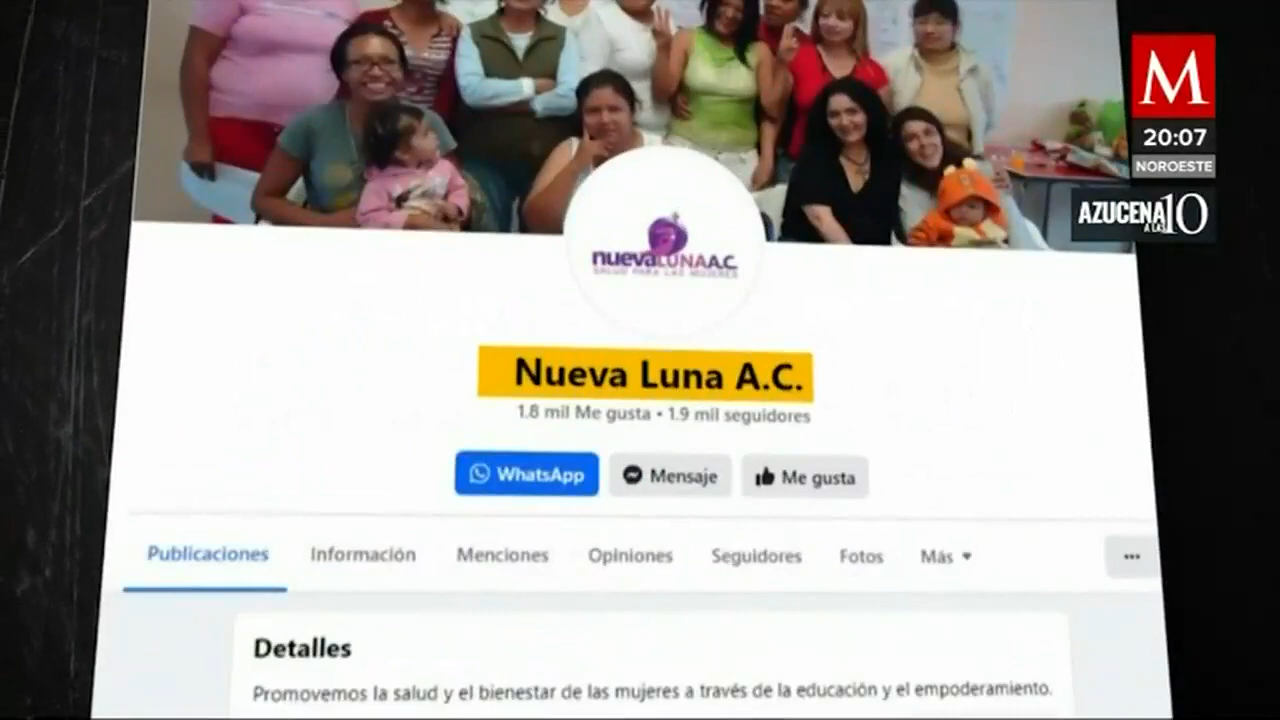 M
20:07
NOROESTE
AZUCENA
A LAS 10
nuevaLUNAA.C.
SALUD PARA LAS MUJERES
Nueva Luna A.C.
1.8 mil Me gusta • 1.9 mil seguidores
WhatsApp
Mensaje
Me gusta
Publicaciones
Información
Menciones
Opiniones
Seguidores
Fotos
Más
Detalles
Promovemos la salud y el bienestar de las mujeres a través de la educación y el empoderamiento.